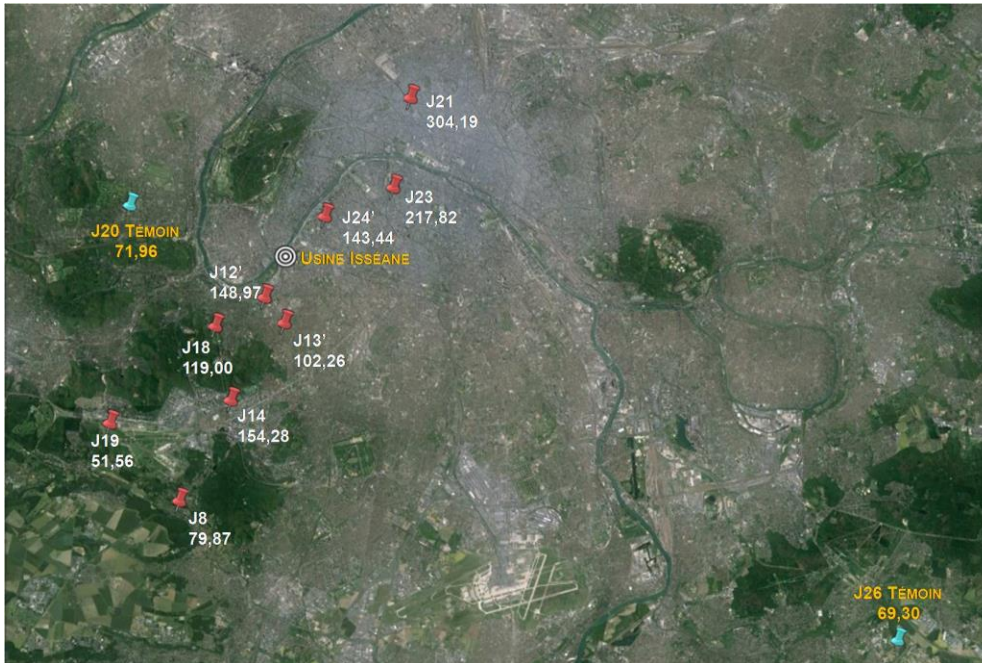 J21
304,19
J23
217,82
J24'
143,44
J20 TÉMOIN
71,96
USINE ISSÉANE
J12'
148,97
J13'
102,26
J18
119,00
J14
154,28
J19
51,56
J8
79,87
J26 TÉMOIN
69,30